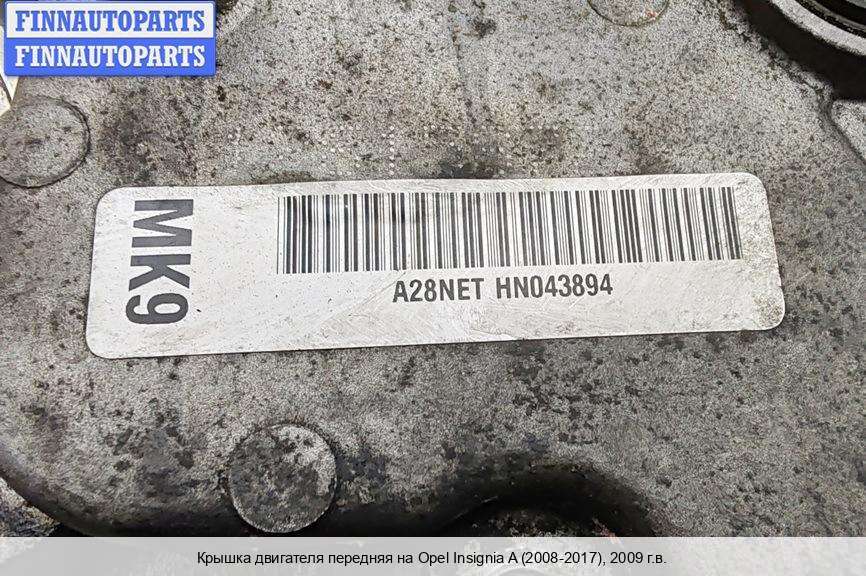 FINNAUTOPARTS
FINNAUTOPARTS
MK9
A28NET HN043894
Крышка двигателя передняя на Opel Insignia A (2008-2017), 2009 г.в.